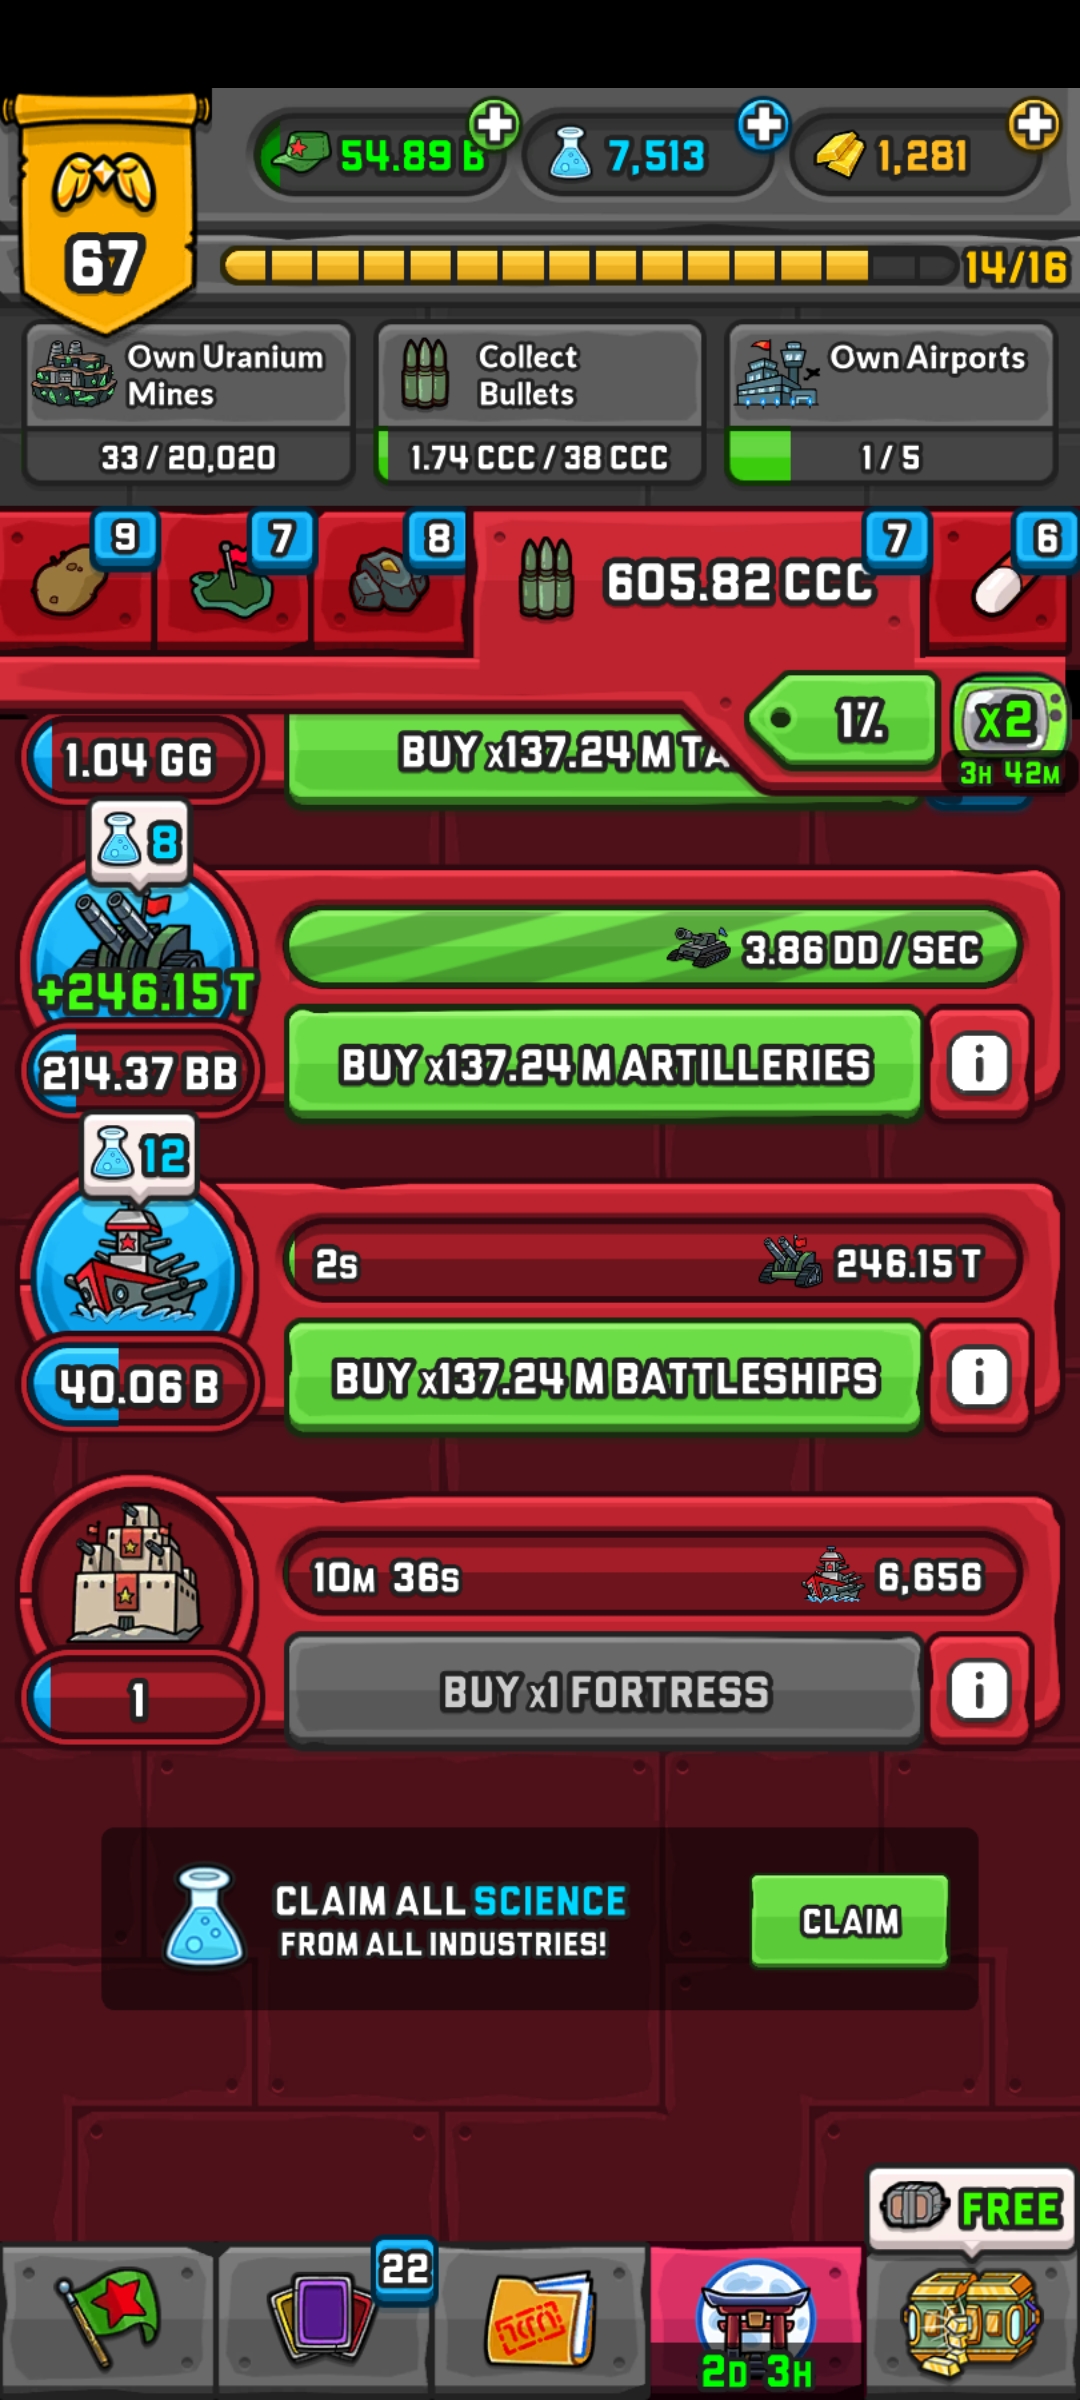 54.89 B
7,513
1,281
67
14/16
Own Uranium
Mines
33 / 20,020
Collect
Bullets
1.74 CCC / 38 CCC
Own Airports
1 / 5
9
7
8
605.82 CCC
7
6
1%
x2
3H 42M
1.04 GG
BUY x137.24 M TA
8
+246.15 T
214.37 BB
3.86 DD / SEC
BUY x137.24 M ARTILLERIES
i
12
40.06 B
2S
246.15 T
BUY x137.24 M BATTLESHIPS
i
1
10M 36S
6,656
BUY x1 FORTRESS
i
CLAIM ALL SCIENCE
FROM ALL INDUSTRIES!
CLAIM
FREE
22
2D 3H